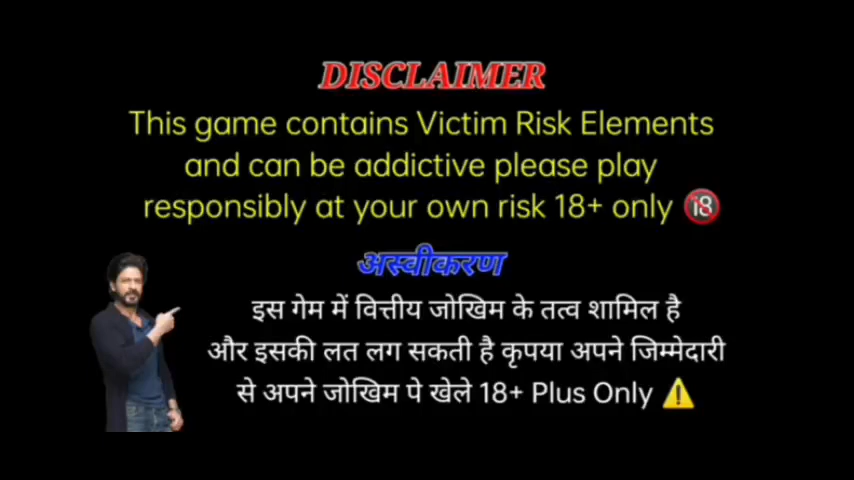 DISCLAIMER
This game contains Victim Risk Elements
and can be addictive please play
responsibly at your own risk 18+ only 🔞
अस्वीकरण
इस गेम में वित्तीय जोखिम के तत्व शामिल है
और इसकी लत लग सकती है कृपया अपने जिम्मेदारी
से अपने जोखिम पे खेले 18+ Plus Only ⚠️